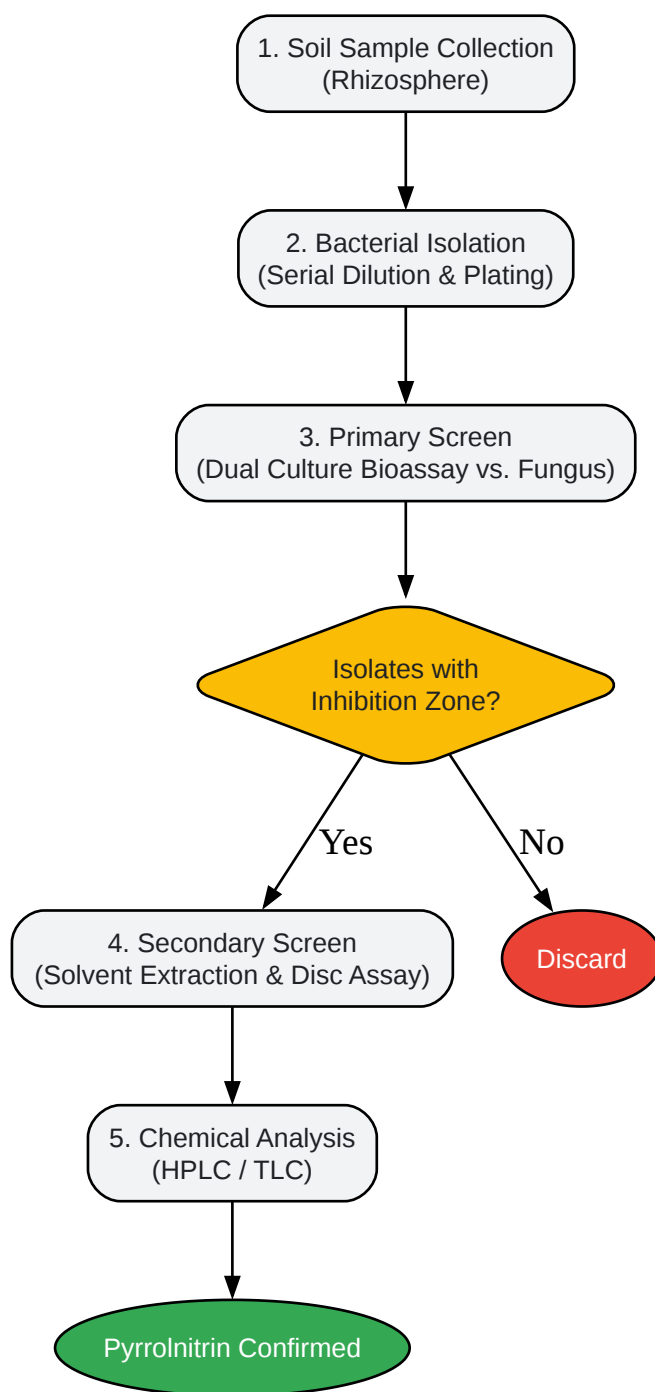 1. Soil Sample Collection
(Rhizosphere)
2. Bacterial Isolation
(Serial Dilution & Plating)
3. Primary Screen
(Dual Culture Bioassay vs. Fungus)
Isolates with
Inhibition Zone?
Yes
No
4. Secondary Screen
(Solvent Extraction & Disc Assay)
Discard
5. Chemical Analysis
(HPLC / TLC)
Pyrrolnitrin Confirmed